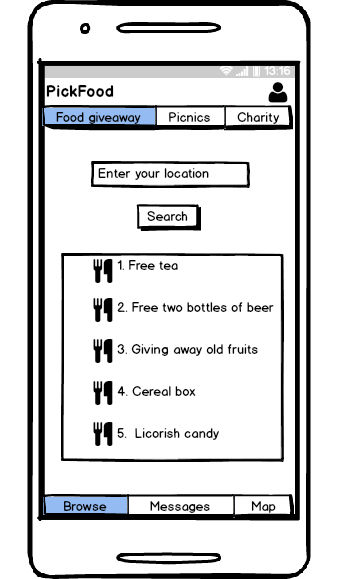 13:16
PickFood
Food giveaway Picnics Charity
Enter your location
Search
1. Free tea
2. Free two bottles of beer
3. Giving away old fruits
4. Cereal box
5. Licorish candy
Browse Messages Map